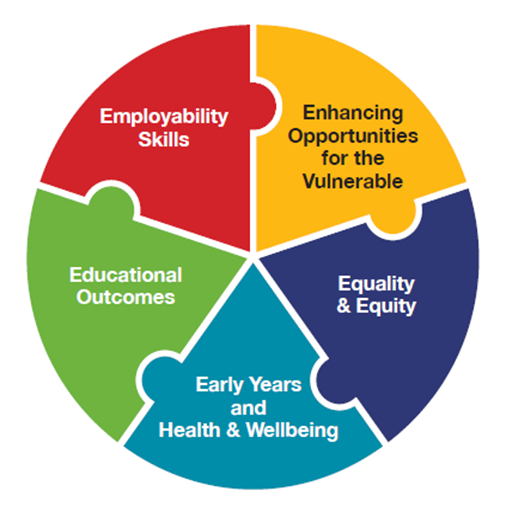 Employability
Skills
Enhancing
Opportunities
for the
Vulnerable
Equality
& Equity
Early Years
and
Health & Wellbeing
Educational
Outcomes